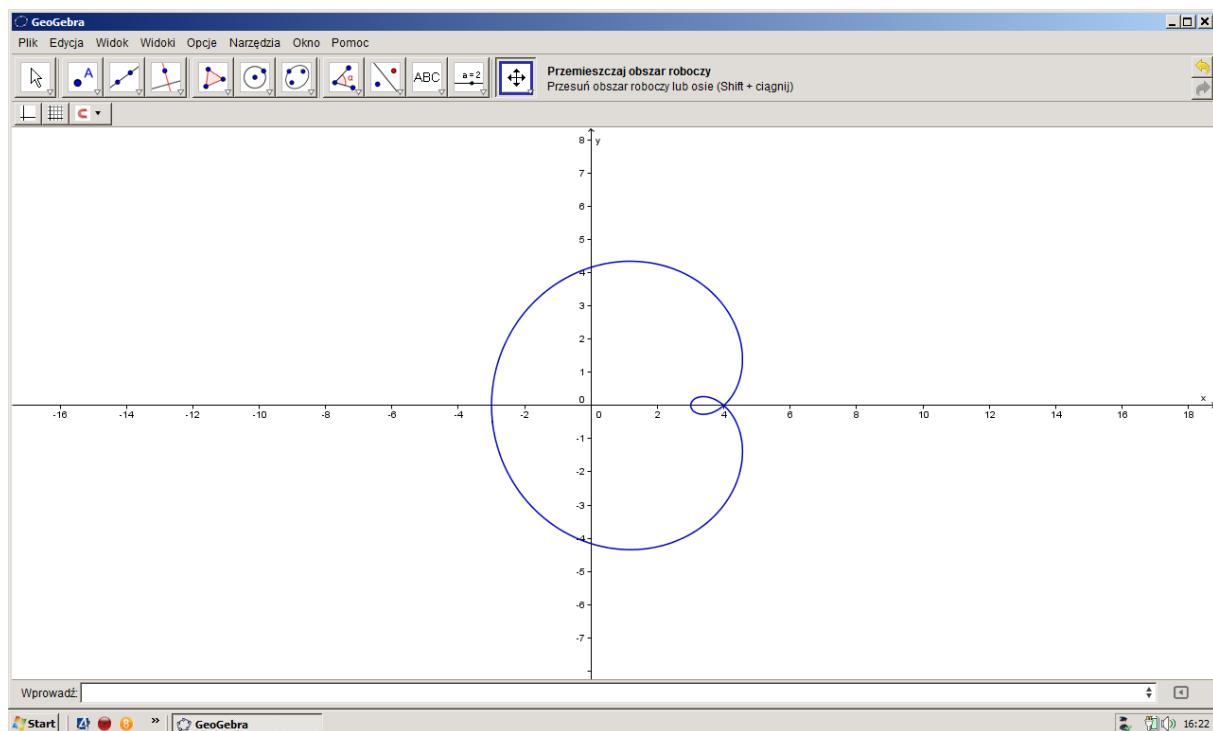 GeoGebra
Plik Edycja Widok Widoki Opcje Narzędzia Okno Pomoc
A α ABC a = 2 Przemieszczaj obszar roboczy
Przesuń obszar roboczy lub osie (Shift + ciągnij)
8 y
7
6
5
4
3
2
1
0
-16 -14 -12 -10 -8 -6 -4 -2 0 2 4 6 8 10 12 14 16 18 x
-1
-2
-3
-4
-5
-6
-7
Wprowadź:
Start » GeoGebra 16:22